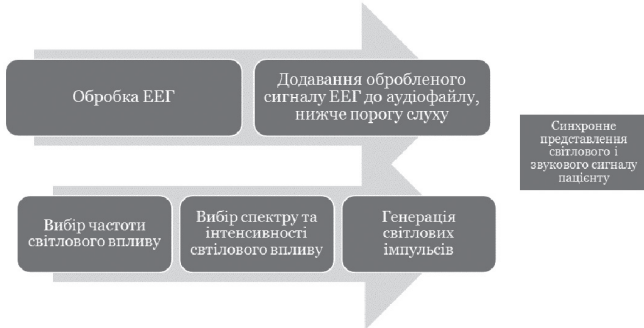 Обробка ЕЕГ
Додавання обробленого
сигналу ЕЕГ до аудіофайлу,
нижче порогу слуху
Синхронне
представлення
світлового і
звукового сигналу
пацієнту
Вибір частоти
світлового впливу
Вибір спектру та
інтенсивності
свтілового впливу
Генерація
світлових
імпульсів